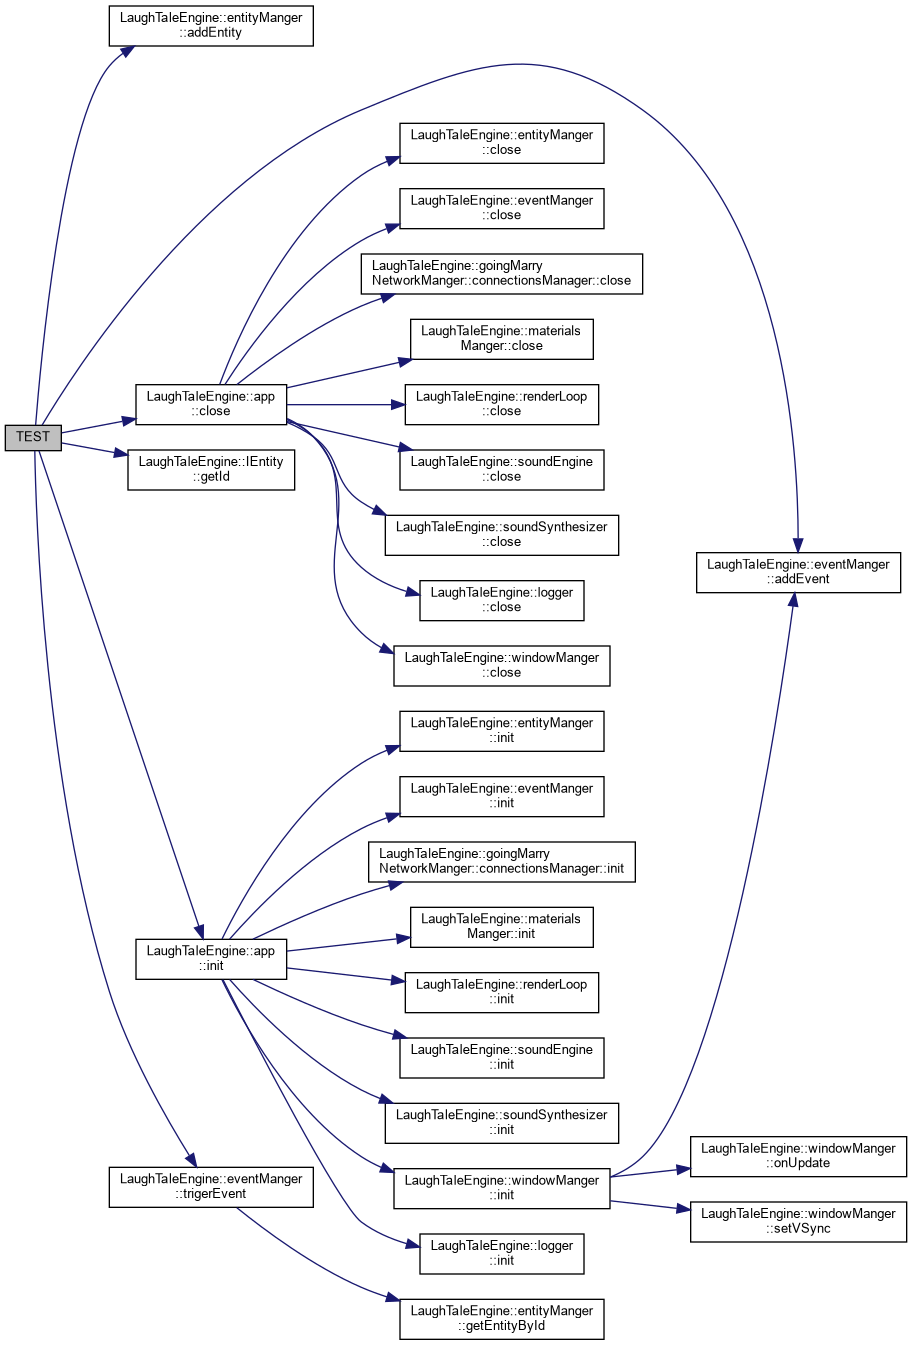 LaughTaleEngine::entityManger
::addEntity
LaughTaleEngine::entityManger
::close
LaughTaleEngine::eventManger
::close
LaughTaleEngine::goingMarry
NetworkManger::connectionsManager::close
LaughTaleEngine::materials
Manger::close
LaughTaleEngine::app
::close
LaughTaleEngine::renderLoop
::close
TEST
LaughTaleEngine::IEntity
::getId
LaughTaleEngine::soundEngine
::close
LaughTaleEngine::soundSynthesizer
::close
LaughTaleEngine::eventManger
::addEvent
LaughTaleEngine::logger
::close
LaughTaleEngine::windowManger
::close
LaughTaleEngine::entityManger
::init
LaughTaleEngine::eventManger
::init
LaughTaleEngine::goingMarry
NetworkManger::connectionsManager::init
LaughTaleEngine::materials
Manger::init
LaughTaleEngine::app
::init
LaughTaleEngine::renderLoop
::init
LaughTaleEngine::soundEngine
::init
LaughTaleEngine::soundSynthesizer
::init
LaughTaleEngine::windowManger
::onUpdate
LaughTaleEngine::eventManger
::trigerEvent
LaughTaleEngine::windowManger
::init
LaughTaleEngine::windowManger
::setVSync
LaughTaleEngine::logger
::init
LaughTaleEngine::entityManger
::getEntityById